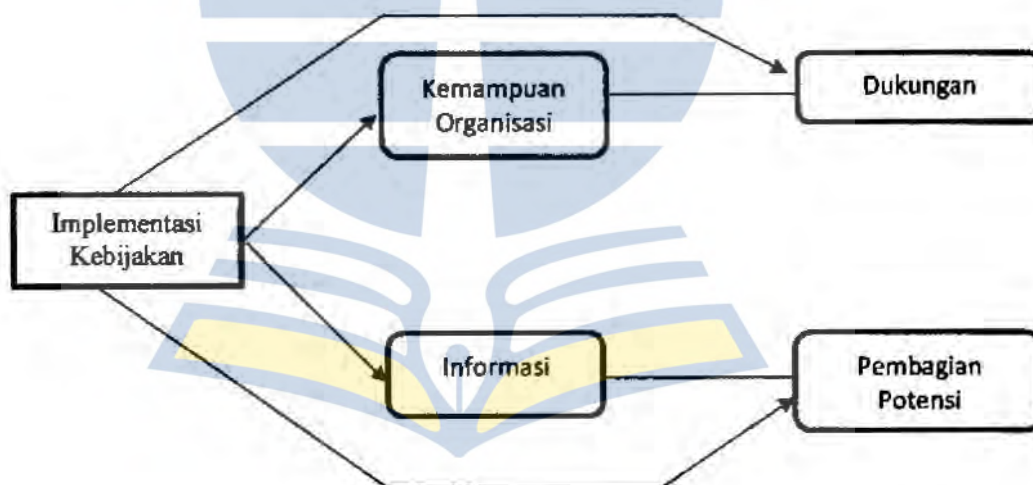 Kemampuan
Organisasi
Dukungan
Implementasi
Kebijakan
Informasi
Pembagian
Potensi